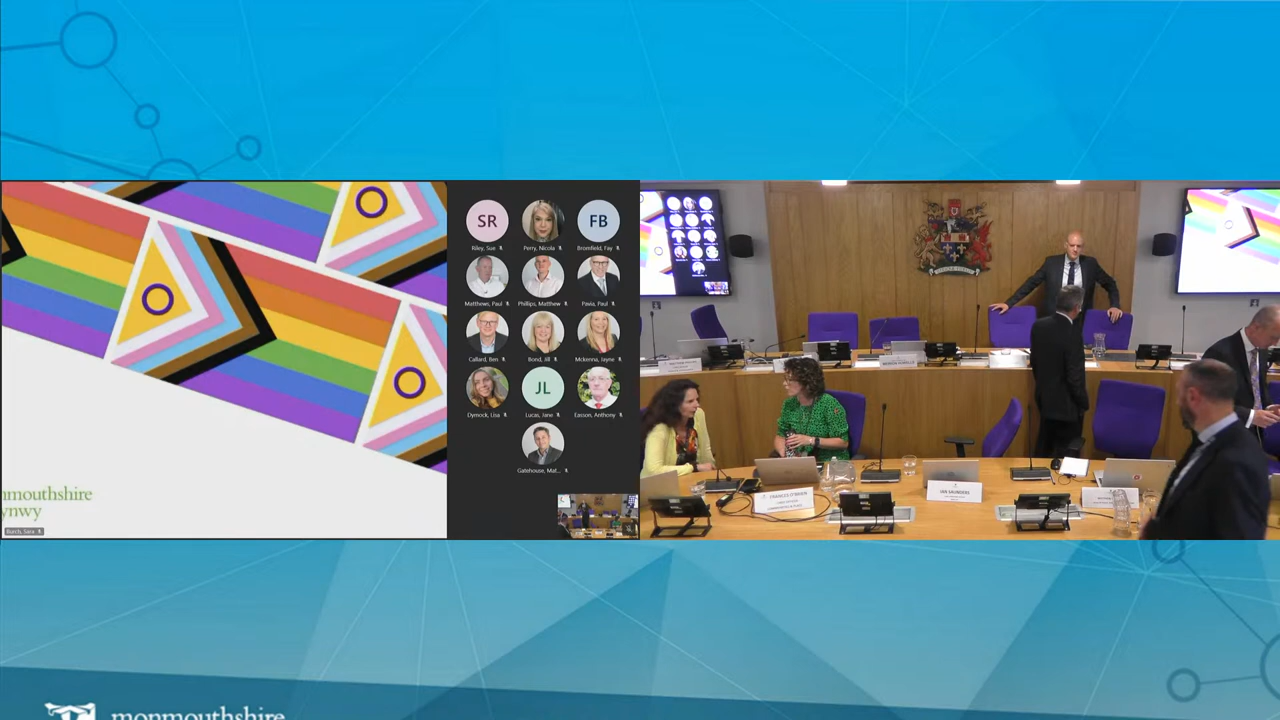 SR
FB
Riley, Sue
Perry, Nicola
Bromfield, Fay
Matthews, Paul
Phillips, Matthew
Pavia, Paul
Callard, Ben
Bond, Jill
Mckenna, Jayne
JL
Dymock, Lisa
Lucas, Jane
Easson, Anthony
Gatehouse, Mat...
nmouthshire
ynwy
Burch, Sara
FRANCES O'BRIEN
IAN SAUNDERS
monmouthshire